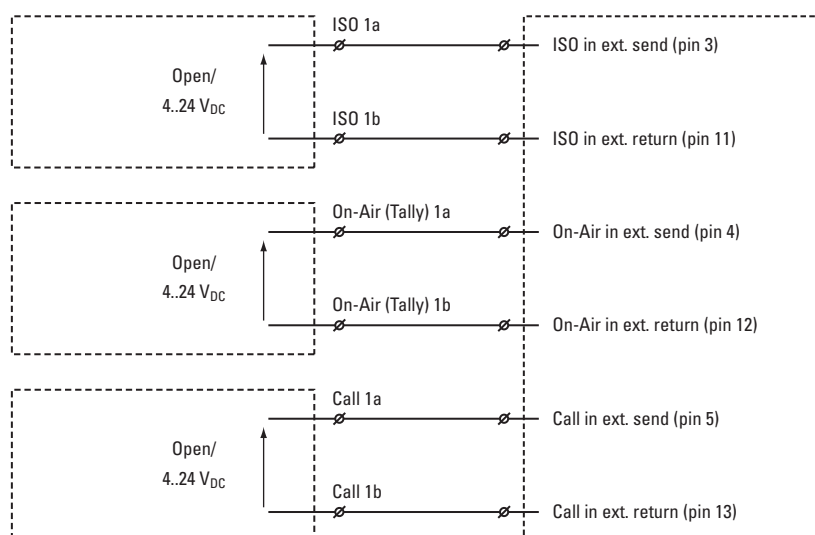 ISO 1a
ISO in ext. send (pin 3)
Open/
4..24 VDC
ISO 1b
ISO in ext. return (pin 11)
On-Air (Tally) 1a
On-Air in ext. send (pin 4)
Open/
4..24 VDC
On-Air (Tally) 1b
On-Air in ext. return (pin 12)
Call 1a
Call in ext. send (pin 5)
Open/
4..24 VDC
Call 1b
Call in ext. return (pin 13)